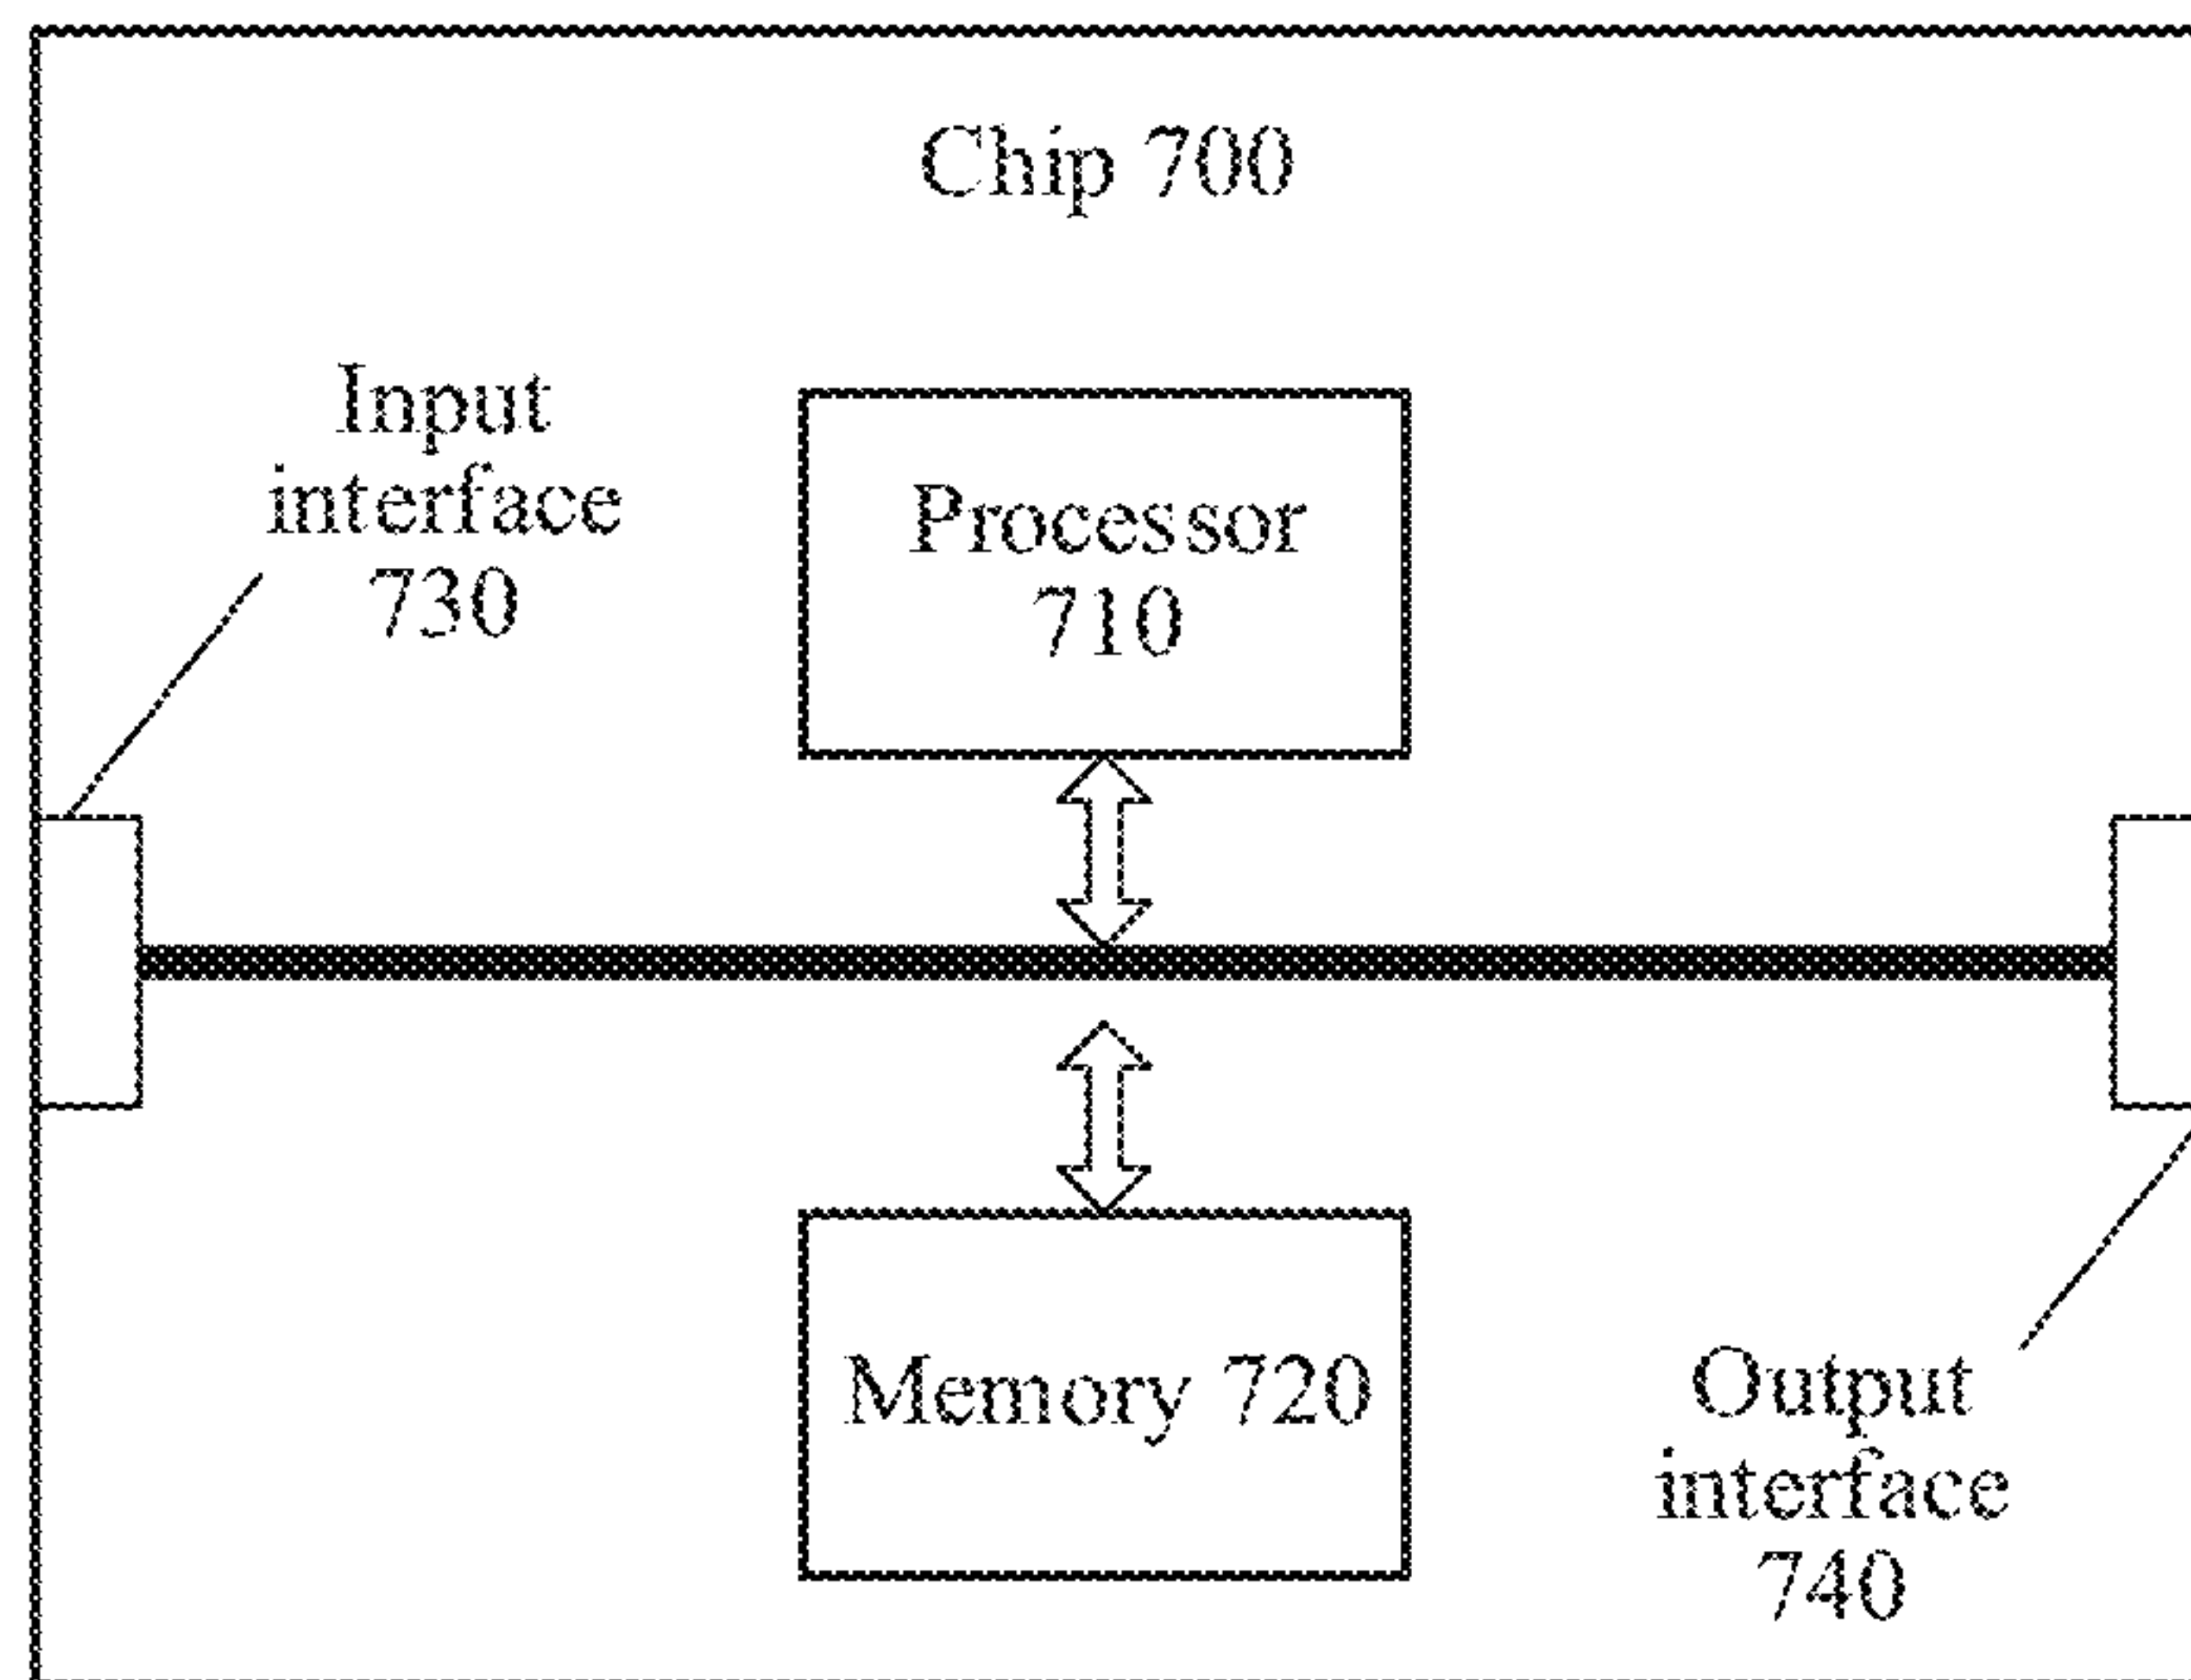 Chip 700
Input
interface
730
Processor
710
Memory 720
Output
interface
740